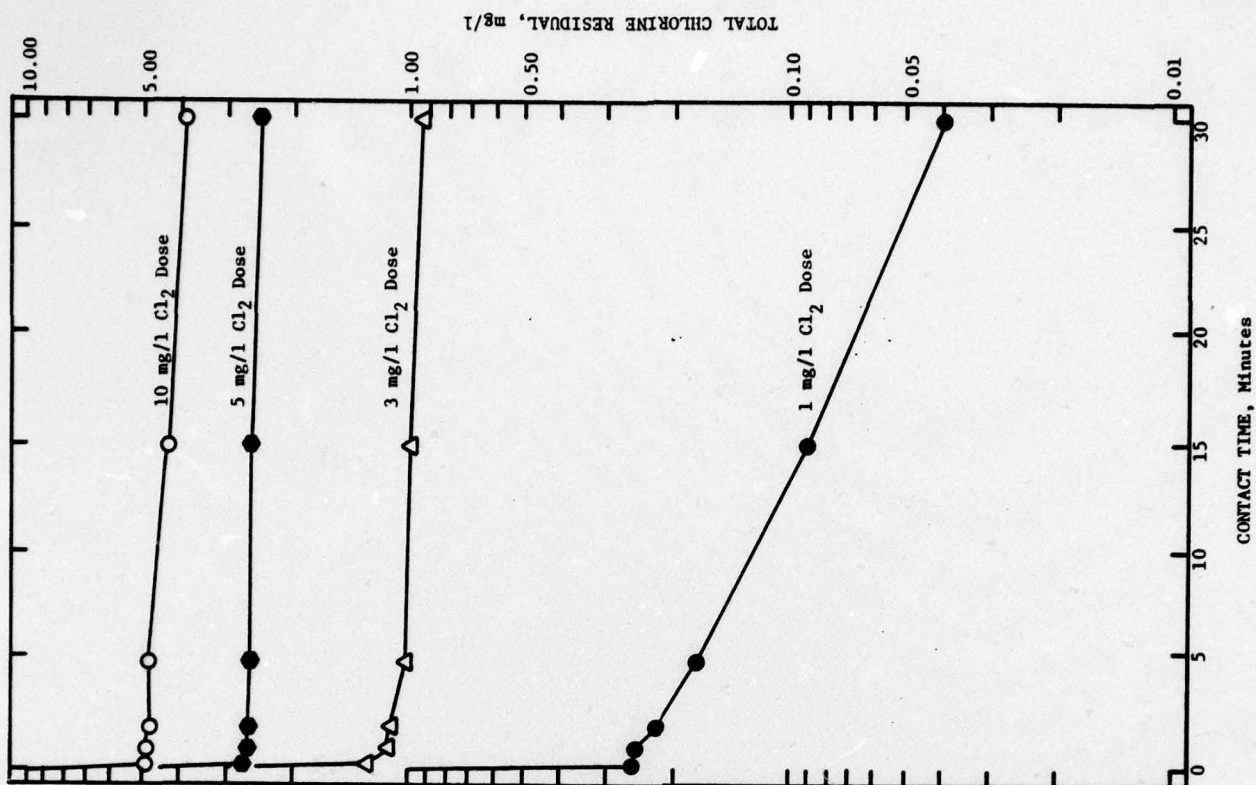 TOTAL CHLORINE RESIDUAL, mg/l
10.00
5.00
1.00
0.50
0.10
0.05
0.01
10 mg/l Cl2 Dose
5 mg/l Cl2 Dose
3 mg/l Cl2 Dose
1 mg/l Cl2 Dose
0
5
10
15
20
25
30
CONTACT TIME, Minutes